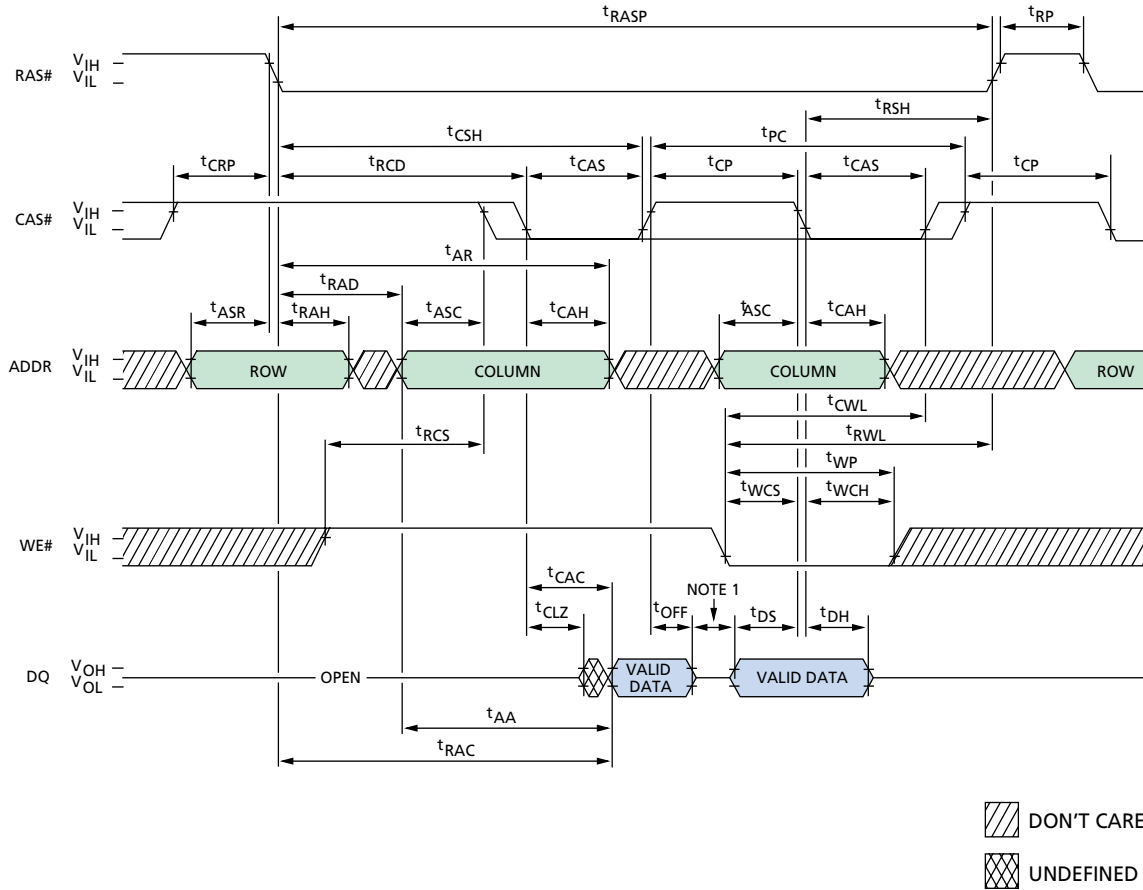 tRASP
tRP
RAS# VIH
VIL
tRSH
tCSH
tPC
tCRP
tRCD
tCAS
tCP
tCAS
tCP
CAS# VIH
VIL
tAR
tRAD
tASR
tRAH
tASC
tCAH
tASC
tCAH
ADDR VIH
VIL
ROW
COLUMN
COLUMN
ROW
tCWL
tRCS
tRWL
tWP
tWCS
tWCH
WE# VIH
VIL
tCAC
NOTE 1
tCLZ
tOFF
tDS
tDH
DQ VOH
VOL
OPEN
VALID
DATA
VALID DATA
tAA
tRAC
DON'T CARE
UNDEFINED